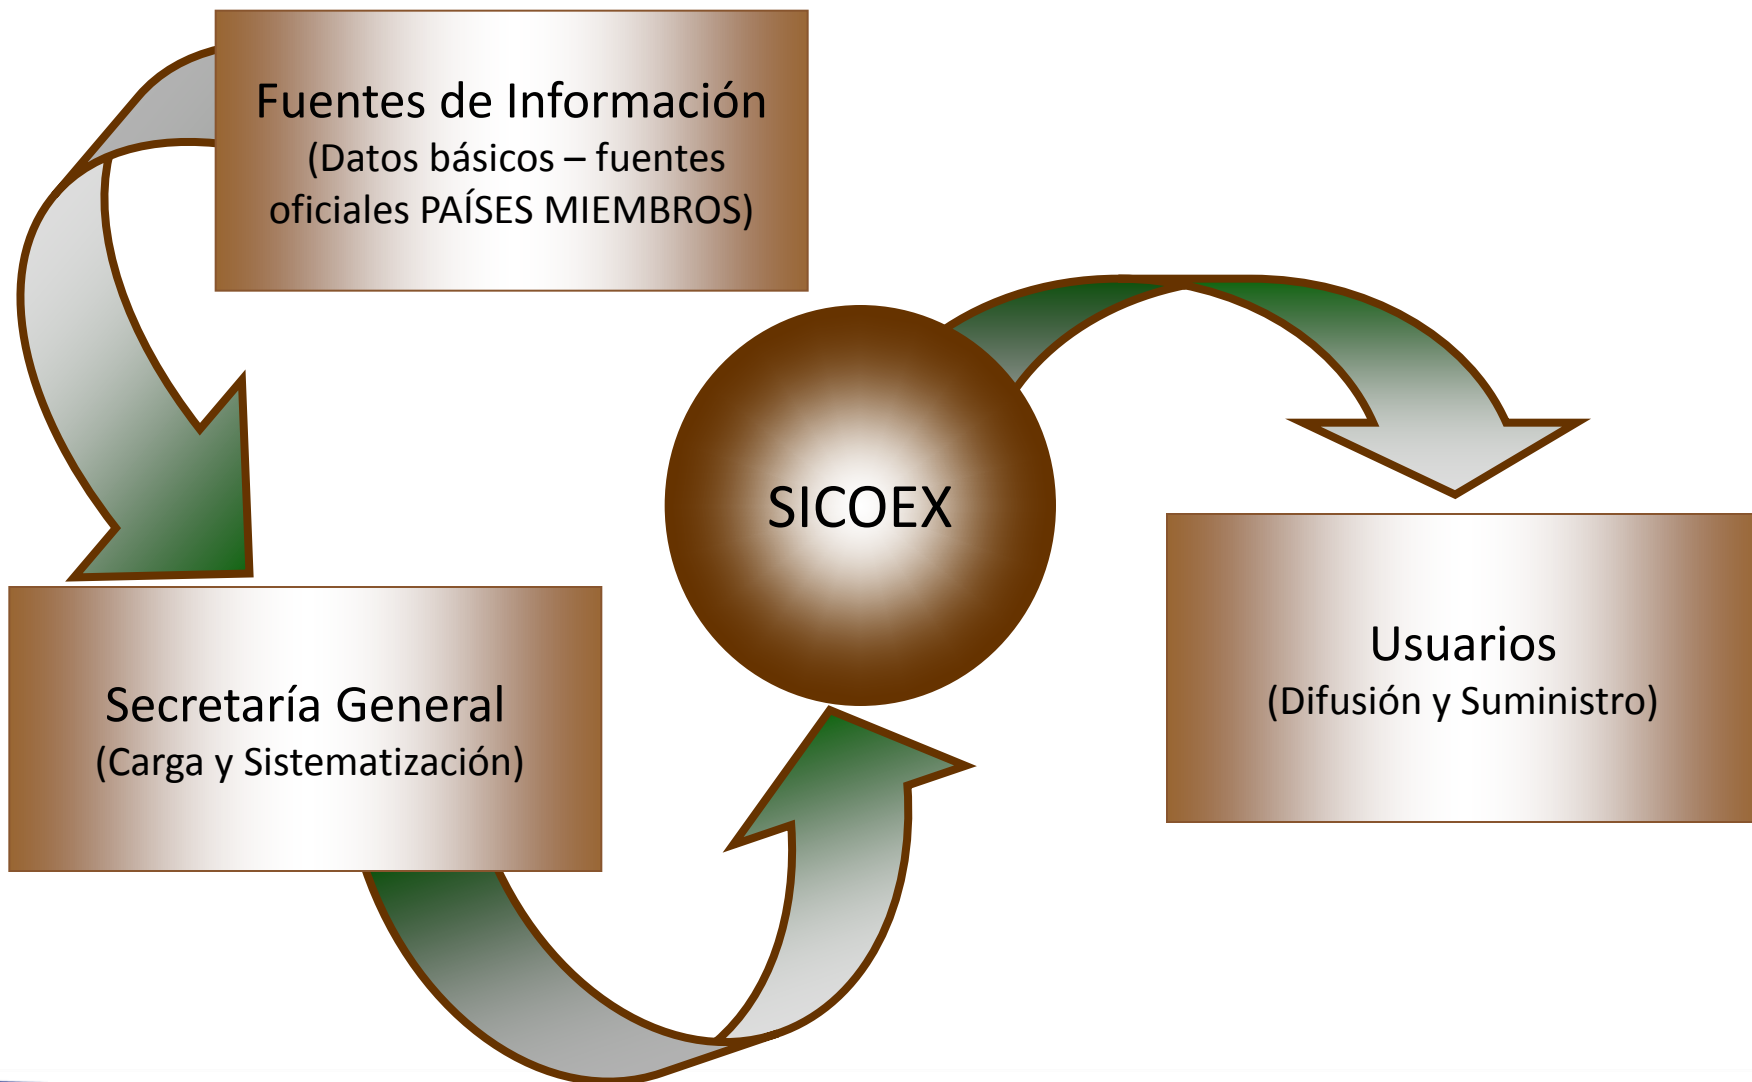 Fuentes de Información
(Datos básicos – fuentes
oficiales PAÍSES MIEMBROS)
SICOEX
Usuarios
(Difusión y Suministro)
Secretaría General
(Carga y Sistematización)